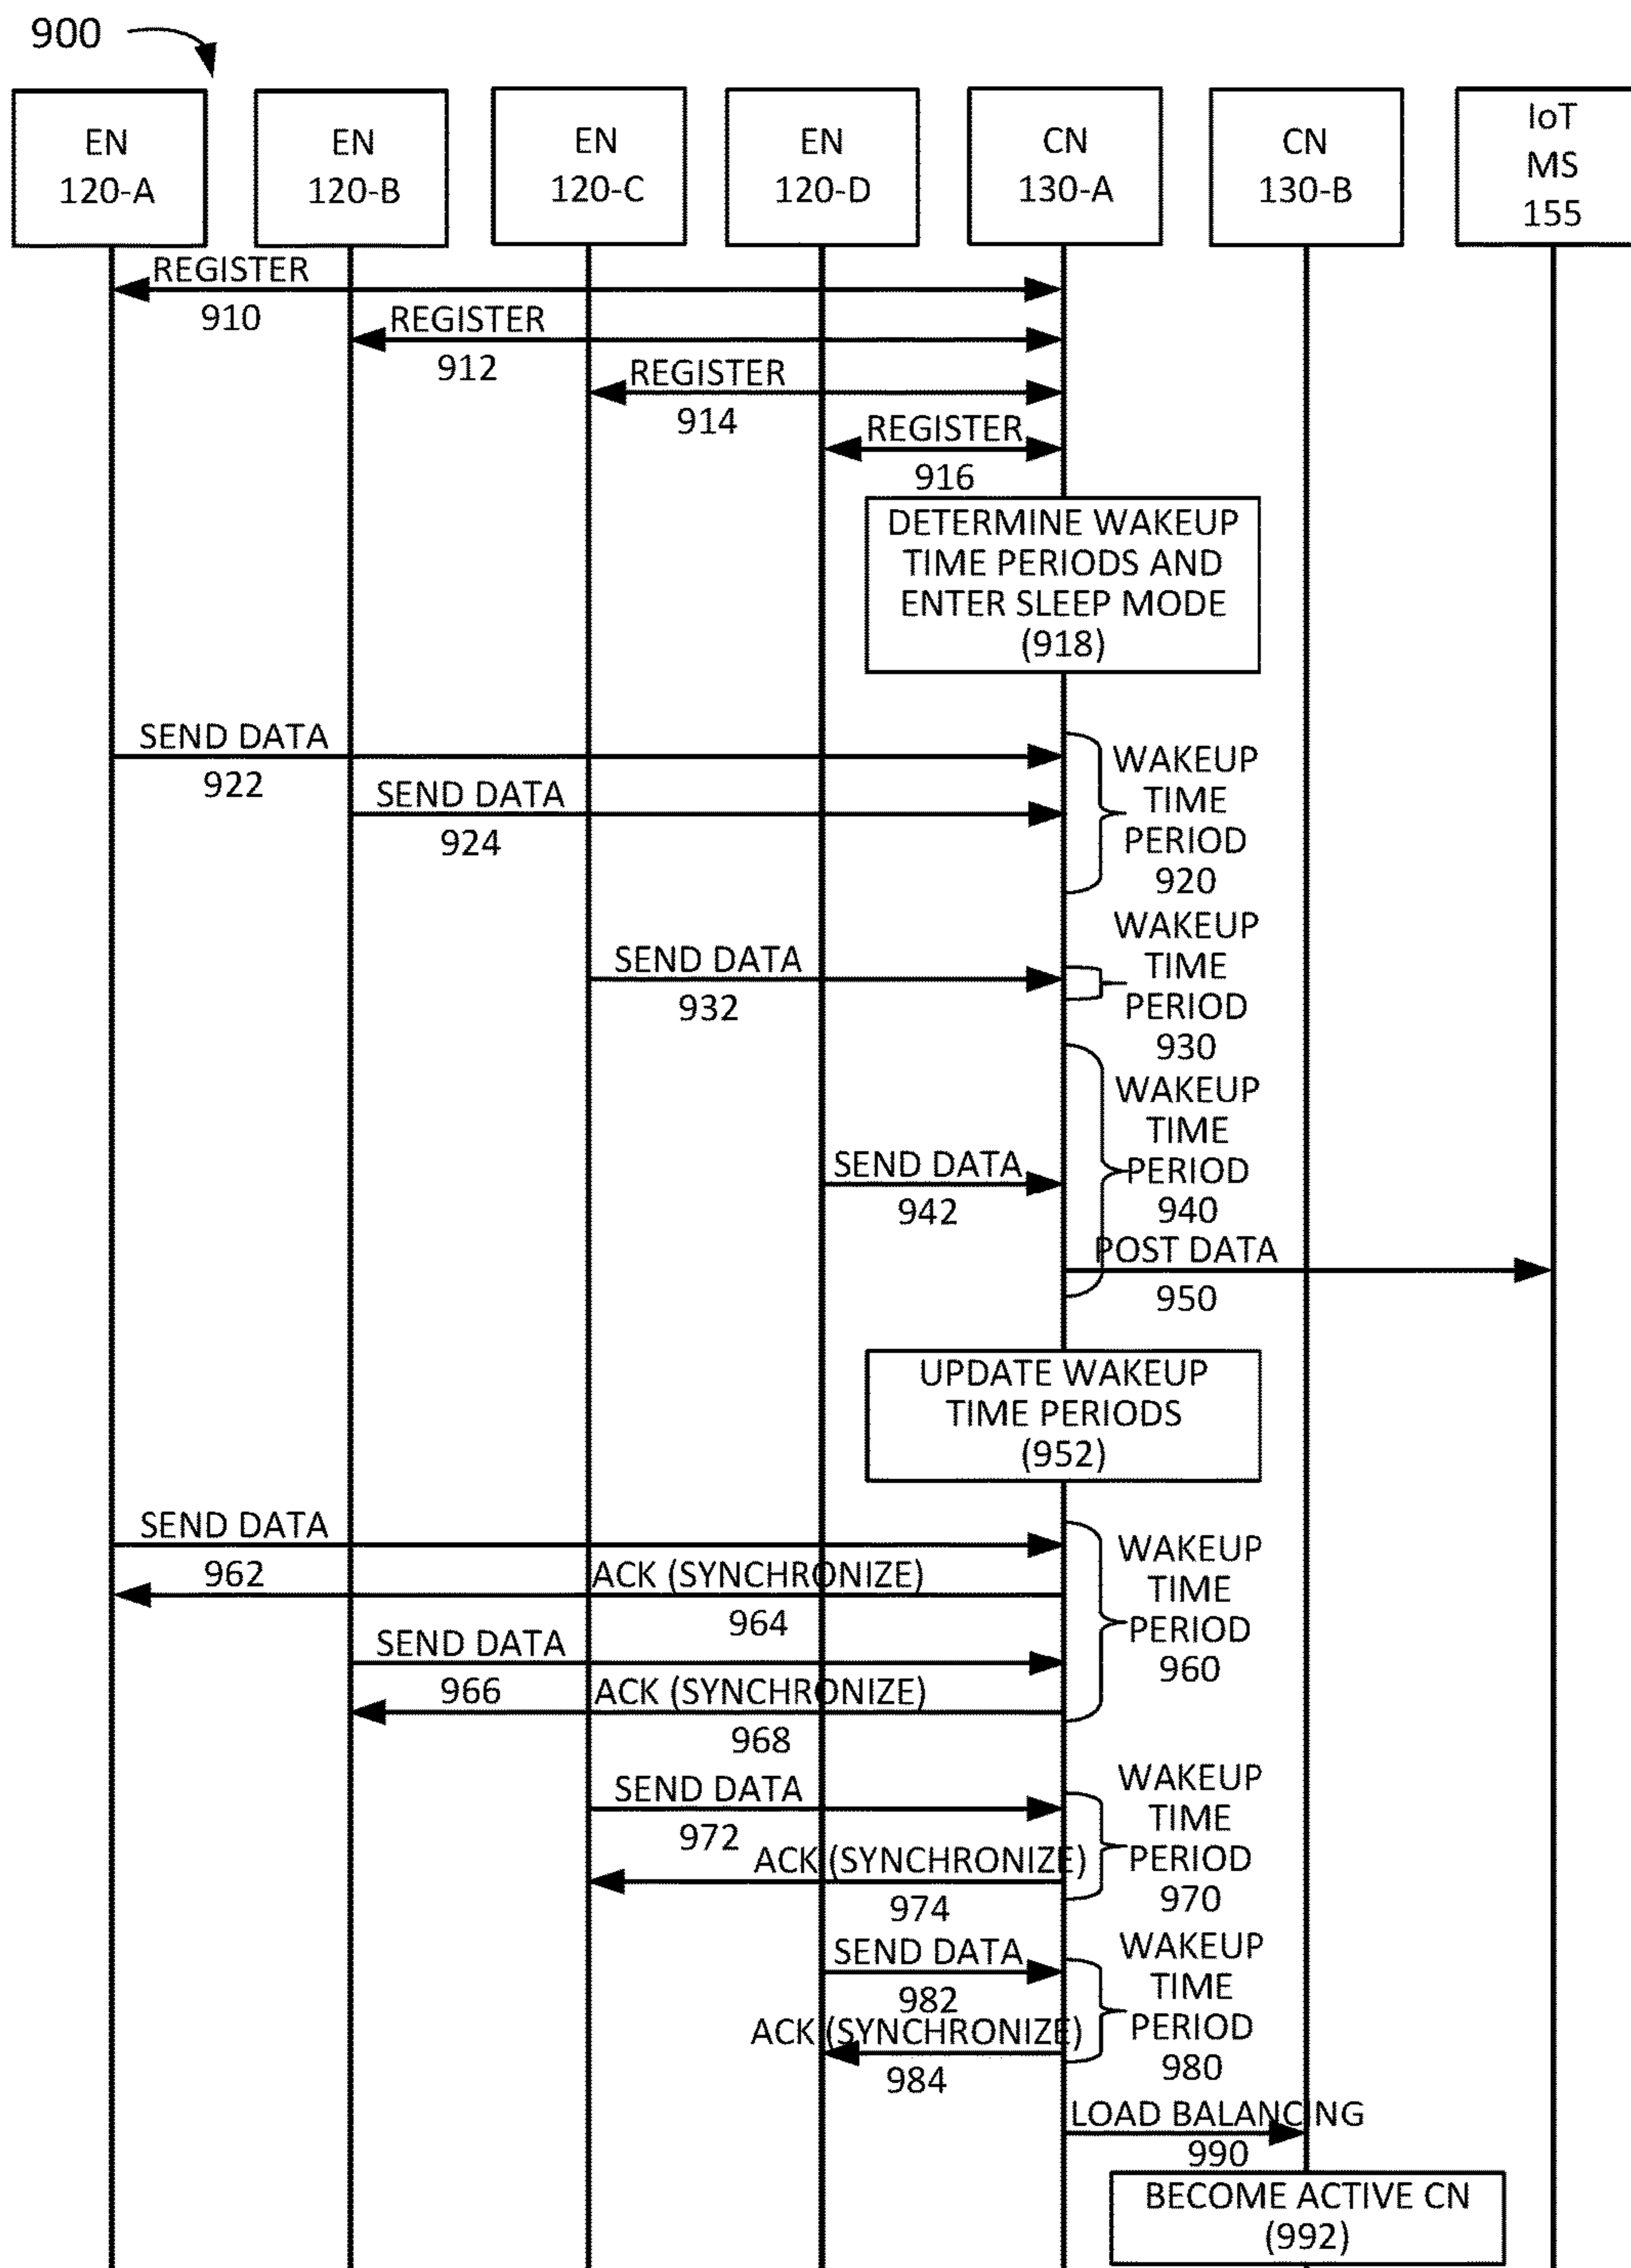 900
EN
120-A
EN
120-B
EN
120-C
EN
120-D
CN
130-A
CN
130-B
IoT
MS
155
REGISTER
910
REGISTER
912
REGISTER
914
REGISTER
916
DETERMINE WAKEUP
TIME PERIODS AND
ENTER SLEEP MODE
(918)
SEND DATA
922
SEND DATA
924
WAKEUP
TIME
PERIOD
920
SEND DATA
932
WAKEUP
TIME
PERIOD
930
WAKEUP
TIME
PERIOD
940
SEND DATA
942
POST DATA
950
UPDATE WAKEUP
TIME PERIODS
(952)
SEND DATA
962
ACK (SYNCHRONIZE)
964
SEND DATA
966
ACK (SYNCHRONIZE)
968
WAKEUP
TIME
PERIOD
960
SEND DATA
972
ACK (SYNCHRONIZE)
974
WAKEUP
TIME
PERIOD
970
SEND DATA
982
ACK (SYNCHRONIZE)
984
WAKEUP
TIME
PERIOD
980
LOAD BALANCING
990
BECOME ACTIVE CN
(992)